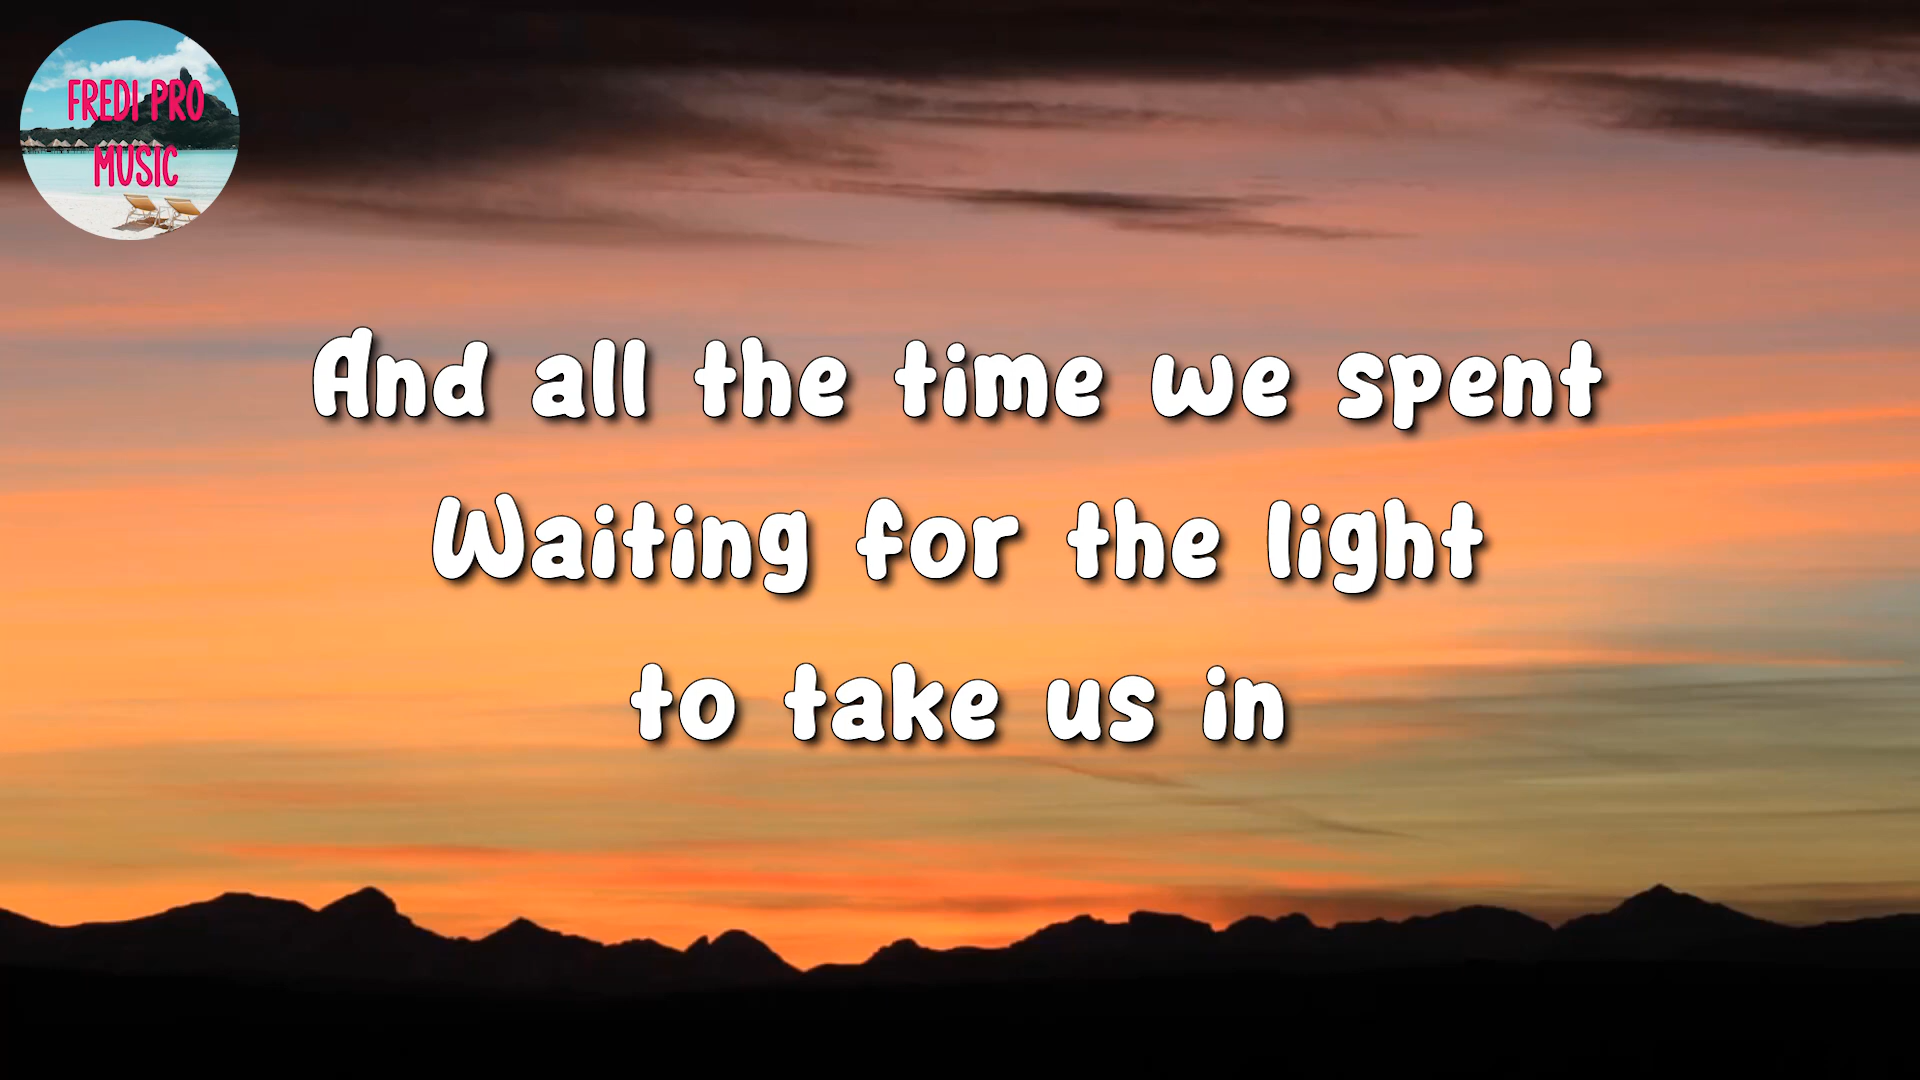 FREDI PRO
MUSIC
And all the time we spent
Waiting for the light
to take us in